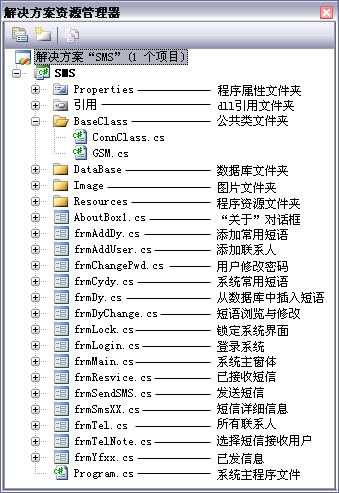 解决方案资源管理器
解决方案“SMS”(1 个项目)
SMS
Properties 程序属性文件夹
引用 dll引用文件夹
BaseClass 公共类文件夹
ConnClass.cs
GSM.cs
DataBase 数据库文件夹
Image 图片文件夹
Resources 程序资源文件夹
AboutBox1.cs “关于”对话框
frmAddDy.cs 添加常用短语
frmAddUser.cs 添加联系人
frmChangePwd.cs 用户修改密码
frmCydy.cs 系统常用短语
frmDy.cs 从数据库中插入短语
frmDyChange.cs 短语浏览与修改
frmLock.cs 锁定系统界面
frmLogin.cs 登录系统
frmMain.cs 系统主窗体
frmResvice.cs 已接收短信
frmSendSMS.cs 发送短信
frmSmsXX.cs 短信详细信息
frmTel.cs 所有联系人
frmTelNote.cs 选择短信接收用户
frmYfxx.cs 已发信息
Program.cs 系统主程序文件